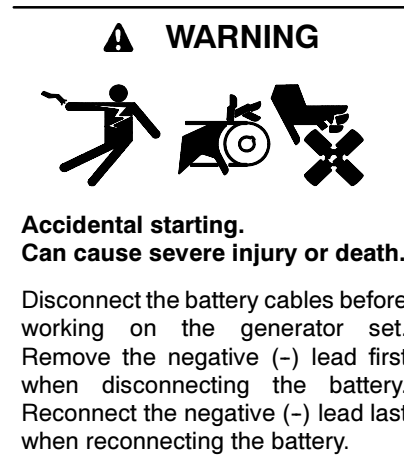 WARNING
Accidental starting.
Can cause severe injury or death.
Disconnect the battery cables before
working on the generator set.
Remove the negative (–) lead first
when disconnecting the battery.
Reconnect the negative (–) lead last
when reconnecting the battery.